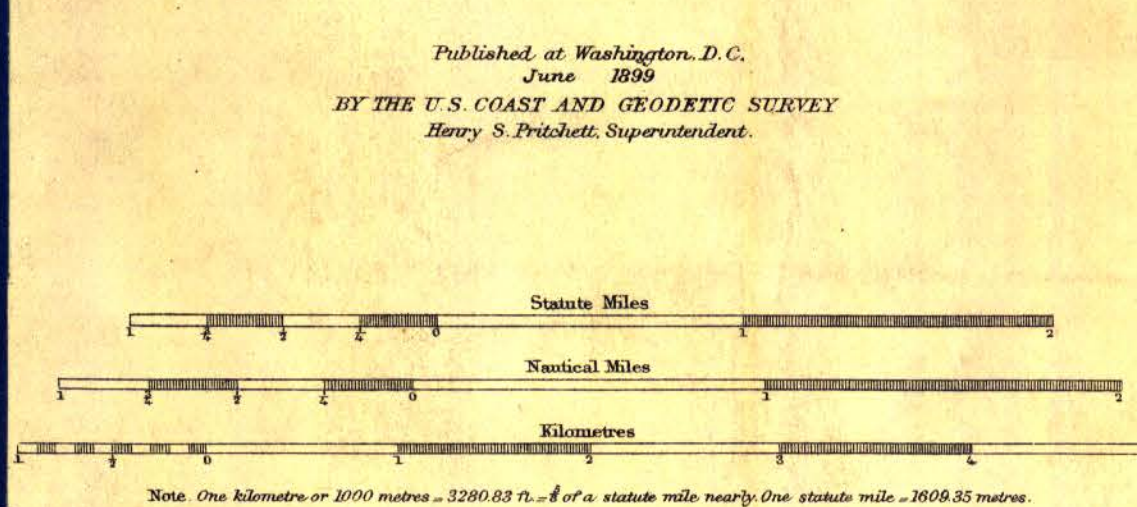 Published at Washington, D.C.
June 1899
BY THE U.S. COAST AND GEODETIC SURVEY
Henry S. Pritchett, Superintendent.
Statute Miles
1 3/4 1/2 1/4 0 1 2
Nautical Miles
1 3/4 1/2 1/4 0 1 2
Kilometres
1 1/2 0 1 2 3 4
Note. One kilometre or 1000 metres = 3280.83 ft. = 5/8 of a statute mile nearly. One statute mile = 1609.35 metres.